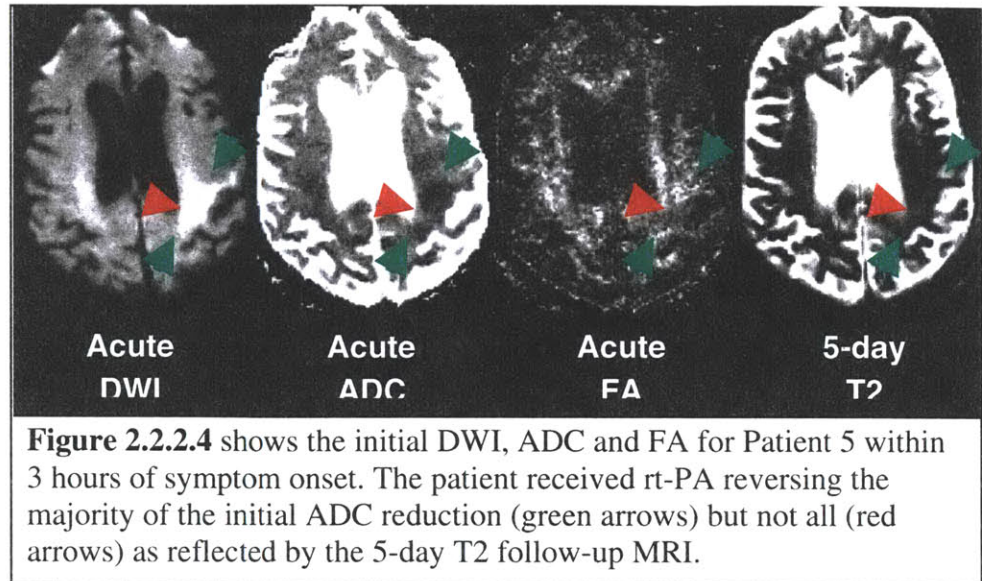 Acute Acute Acute 5-day
DWI ADC FA T2
Figure 2.2.2.4 shows the initial DWI, ADC and FA for Patient 5 within
3 hours of symptom onset. The patient received rt-PA reversing the
majority of the initial ADC reduction (green arrows) but not all (red
arrows) as reflected by the 5-day T2 follow-up MRI.